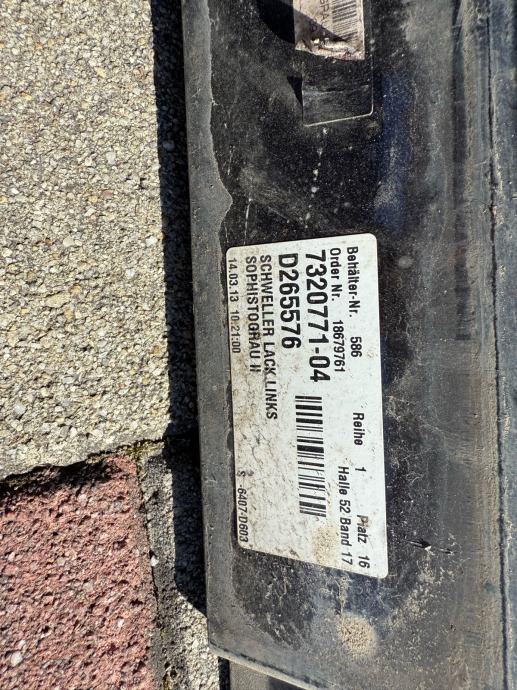 Behälter-Nr. 586 Reihe 1 Platz 16
Order Nr. 18679761 Halle 52 Band 17
7320771-04
D265576
SCHWELLER LACK LINKS
SOPHISTOGRAU II
14.03.13 10:21:00 S -6407-D603